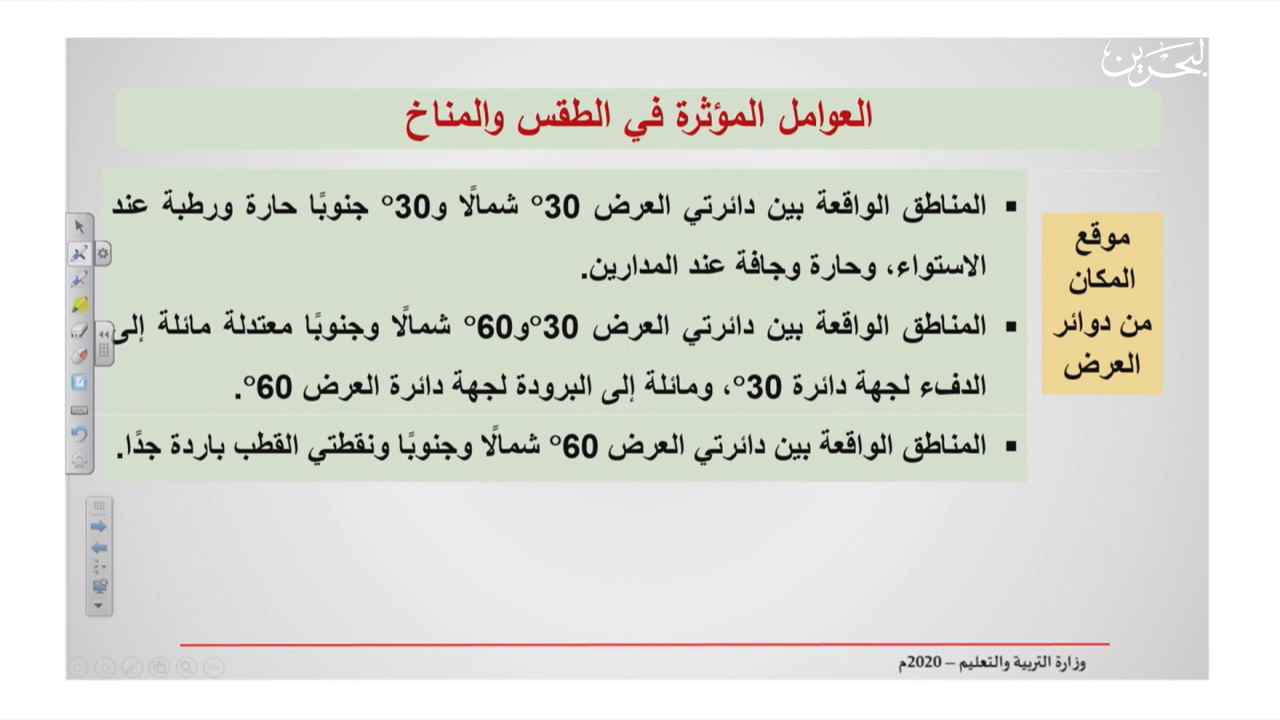 البحرين
العوامل المؤثرة في الطقس والمناخ
موقع
المكان
من دوائر
العرض
▪ المناطق الواقعة بين دائرتي العرض 30° شمالًا و30° جنوبًا حارة ورطبة عند
الاستواء، وحارة وجافة عند المدارين.
▪ المناطق الواقعة بين دائرتي العرض 30°و60° شمالًا وجنوبًا معتدلة مائلة إلى
الدفء لجهة دائرة 30°، ومائلة إلى البرودة لجهة دائرة العرض 60°.
▪ المناطق الواقعة بين دائرتي العرض 60° شمالًا وجنوبًا ونقطتي القطب باردة جدًا.
وزارة التربية والتعليم – 2020م